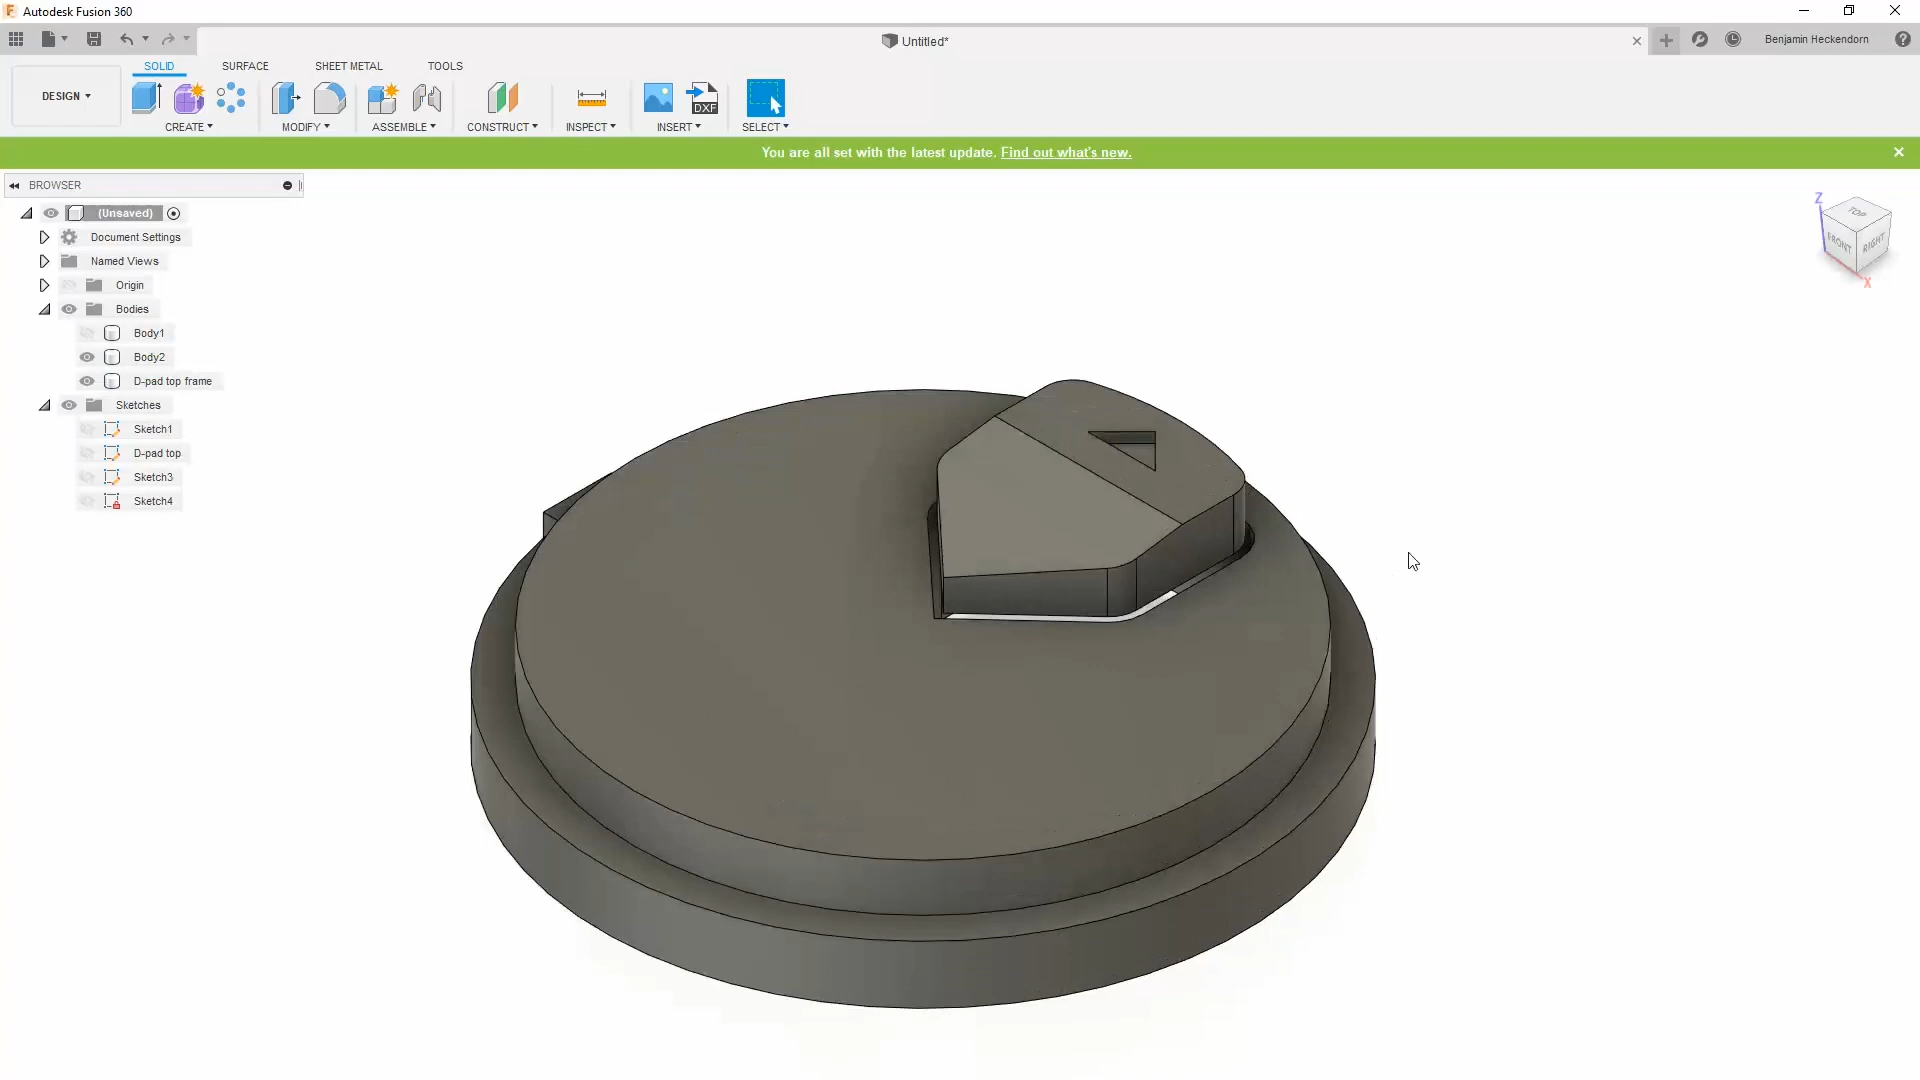 Autodesk Fusion 360
Untitled*
Benjamin Heckendorn
DESIGN
SOLID SURFACE SHEET METAL TOOLS
DXF
CREATE MODIFY ASSEMBLE CONSTRUCT INSPECT INSERT SELECT
You are all set with the latest update. Find out what's new.
BROWSER
(Unsaved)
Document Settings
Named Views
Origin
Bodies
Body1
Body2
D-pad top frame
Sketches
Sketch1
D-pad top
Sketch3
Sketch4
Z
TOP
FRONT RIGHT
X